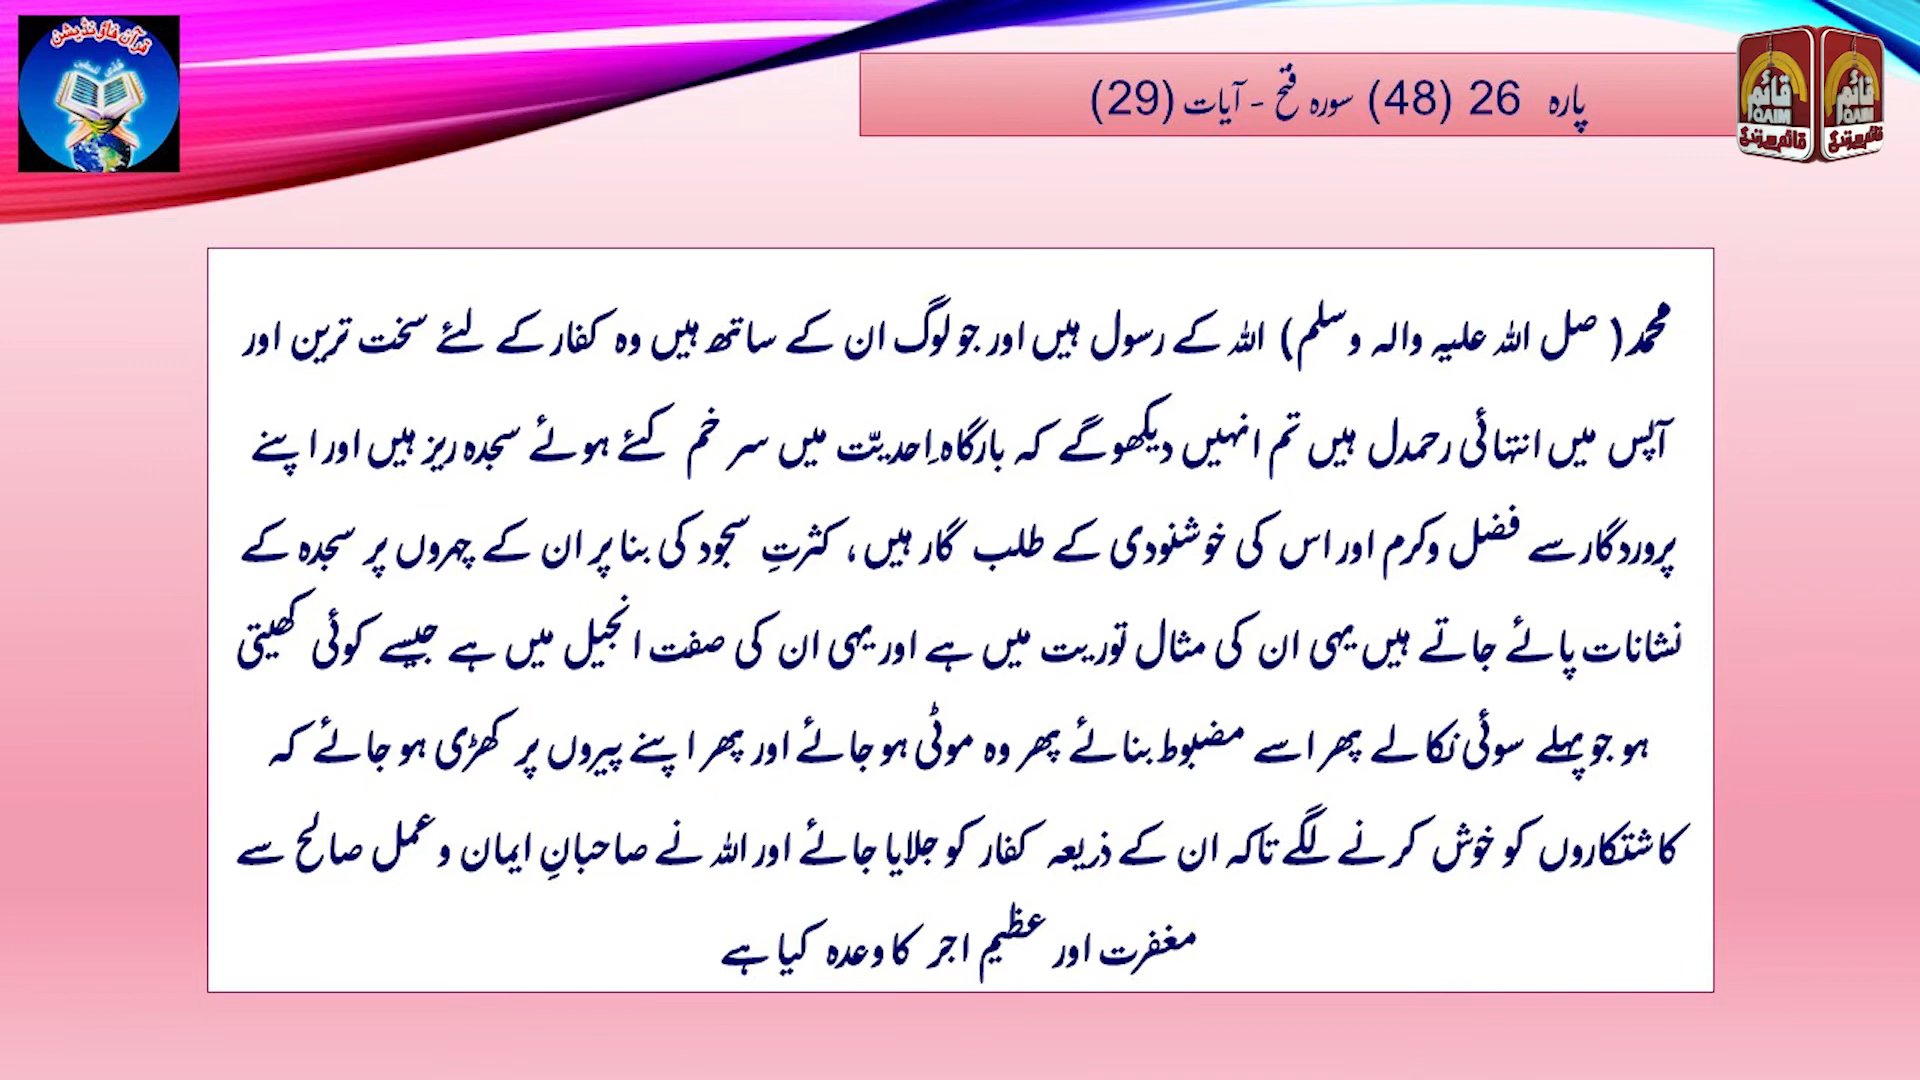 قرآن فاؤنڈیشن
پارہ 26 (48) سورہ فتح - آیات (29)
قائم
QAIM
قائم
QAIM
محمد( صل اللہ علیہ والہ وسلم) اللہ کے رسول ہیں اور جو لوگ ان کے ساتھ ہیں وہ کفار کے لئے سخت ترین اور
آپس میں انتہائی رحمدل ہیں تم انہیں دیکھوگے کہ بارگاہِ احدیّت میں سر خم کئے ہوئے سجدہ ریز ہیں اور اپنے
پروردگار سے فضل وکرم اور اس کی خوشنودی کے طلب گار ہیں ، کثرتِ سجود کی بنا پر ان کے چہروں پر سجدہ کے
نشانات پائے جاتے ہیں یہی ان کی مثال توریت میں ہے اور یہی ان کی صفت انجیل میں ہے جیسے کوئی کھیتی
ہو جو پہلے سوئی نکالے پھر اسے مضبوط بنائے پھر وہ موٹی ہو جائے اور پھر اپنے پیروں پر کھڑی ہو جائے کہ
کاشتکاروں کو خوش کرنے لگے تاکہ ان کے ذریعہ کفار کو جلایا جائے اور اللہ نے صاحبانِ ایمان و عمل صالح سے
مغفرت اور عظیم اجر کا وعدہ کیا ہے